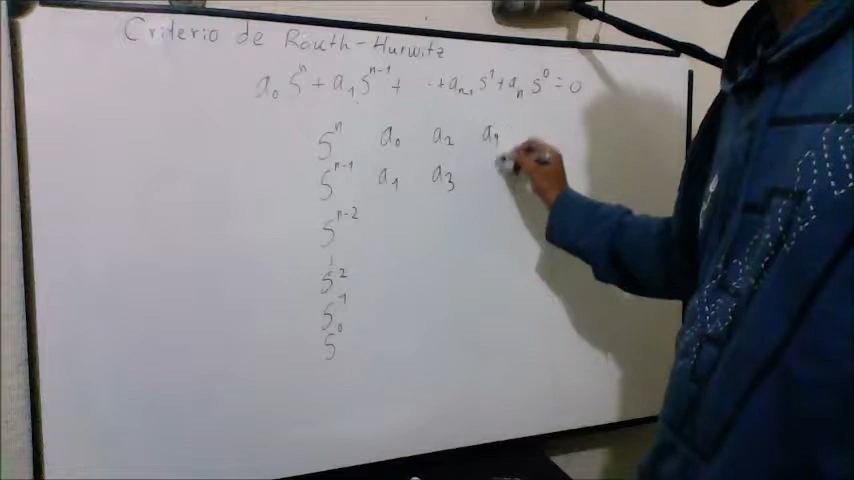 Criterio de Routh-Hurwitz
a₀ sⁿ + a₁ sⁿ⁻¹ + ··+ aₙ₋₁ s¹ + aₙ s⁰ = 0
sⁿ a₀ a₂ a₄
sⁿ⁻¹ a₁ a₃
sⁿ⁻²
s²
s¹
s⁰